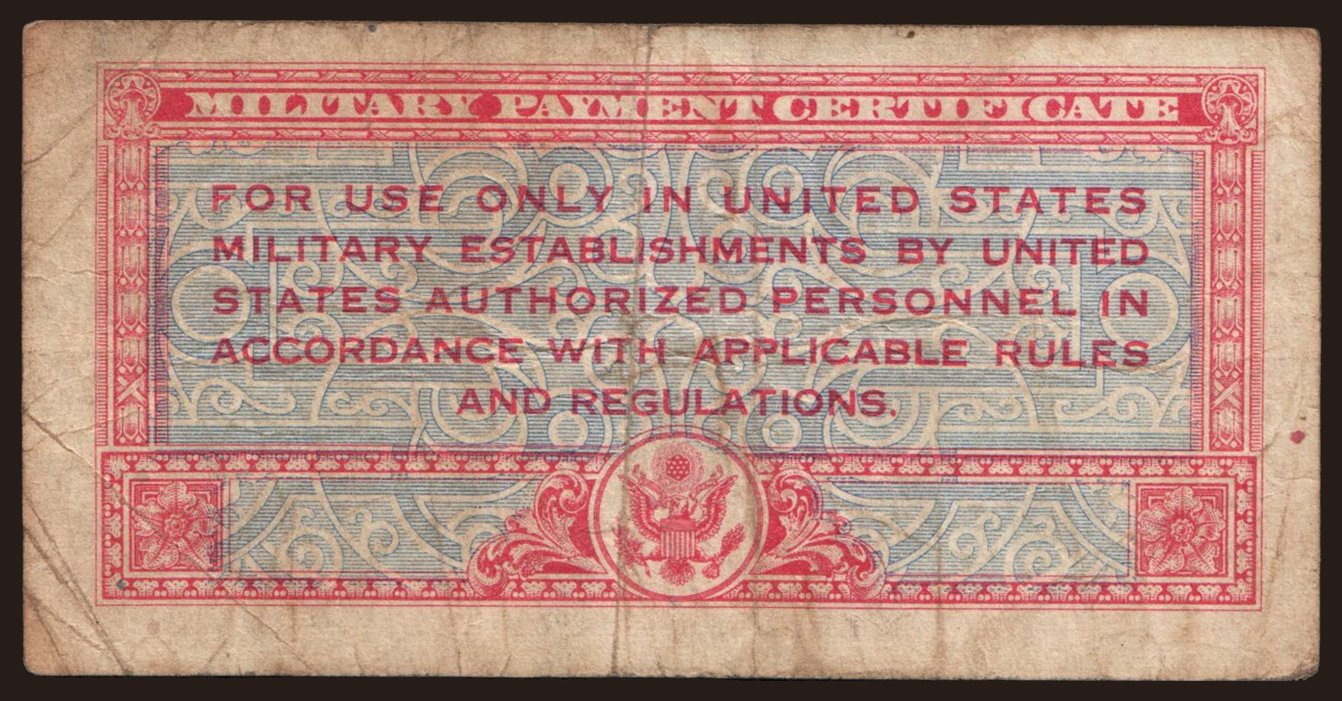 MILITARY PAYMENT CERTIFICATE
FOR USE ONLY IN UNITED STATES
MILITARY ESTABLISHMENTS BY UNITED
STATES AUTHORIZED PERSONNEL IN
ACCORDANCE WITH APPLICABLE RULES
AND REGULATIONS.